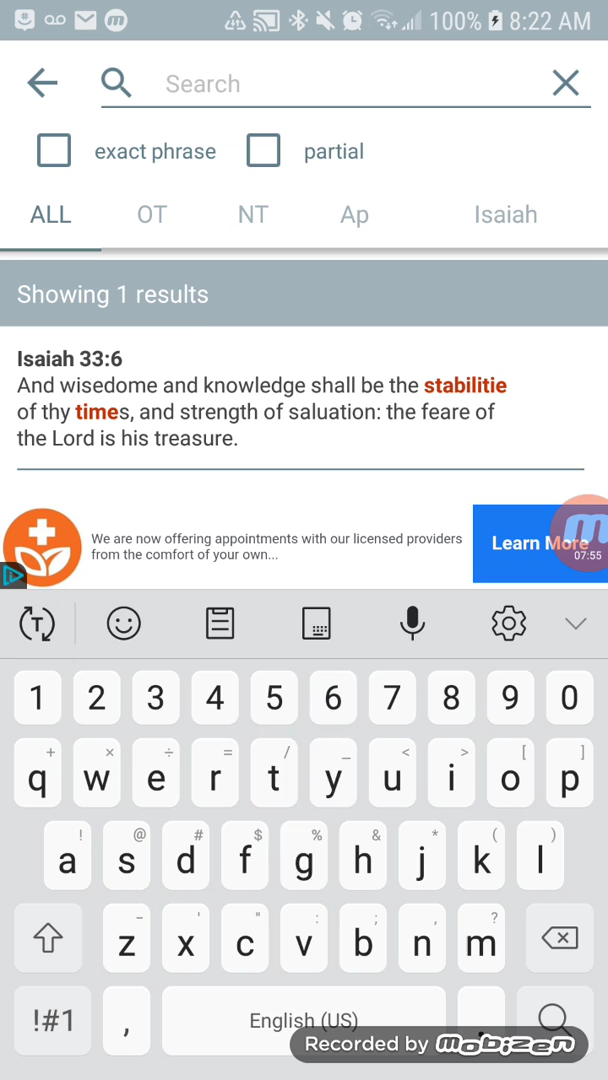 100% 8:22 AM
Search
exact phrase partial
ALL OT NT Ap Isaiah
Showing 1 results
Isaiah 33:6
And wisedome and knowledge shall be the stabilitie
of thy times, and strength of saluation: the feare of
the Lord is his treasure.
We are now offering appointments with our licensed providers
from the comfort of your own...
Learn More
07:55
T
1 2 3 4 5 6 7 8 9 0
+ × ÷ = / _ < > [ ]
q w e r t y u i o p
! @ # $ % & * ( )
a s d f g h j k l
- ' " : ; , ?
z x c v b n m
!#1 , English (US) .
Recorded by mobizen